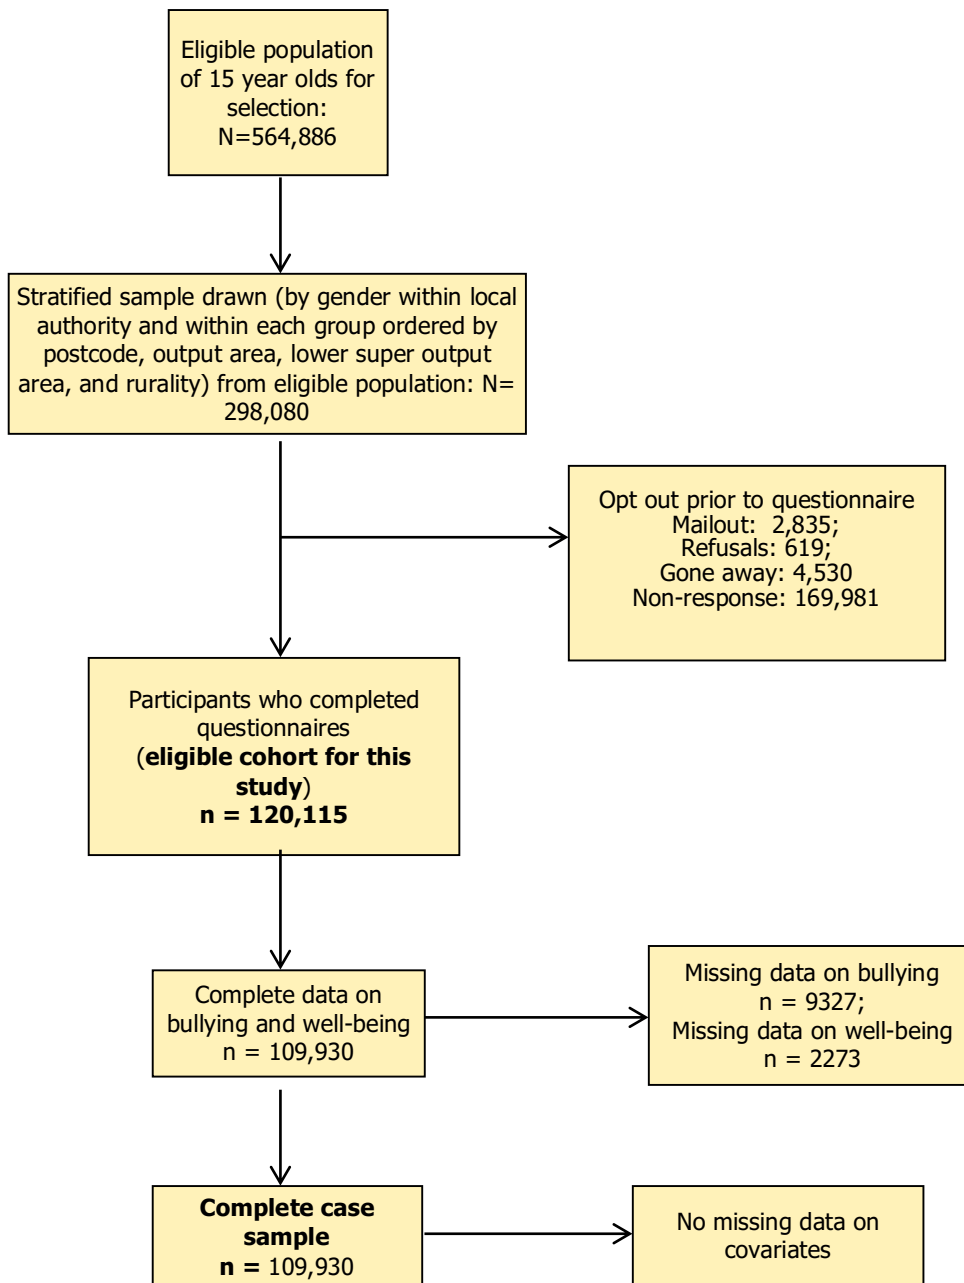 Eligible population
of 15 year olds for
selection:
N=564,886
Stratified sample drawn (by gender within local
authority and within each group ordered by
postcode, output area, lower super output
area, and rurality) from eligible population: N=
298,080
Opt out prior to questionnaire
Mailout: 2,835;
Refusals: 619;
Gone away: 4,530
Non-response: 169,981
Participants who completed
questionnaires
(eligible cohort for this
study)
n = 120,115
Complete data on
bullying and well-being
n = 109,930
Missing data on bullying
n = 9327;
Missing data on well-being
n = 2273
Complete case
sample
n = 109,930
No missing data on
covariates